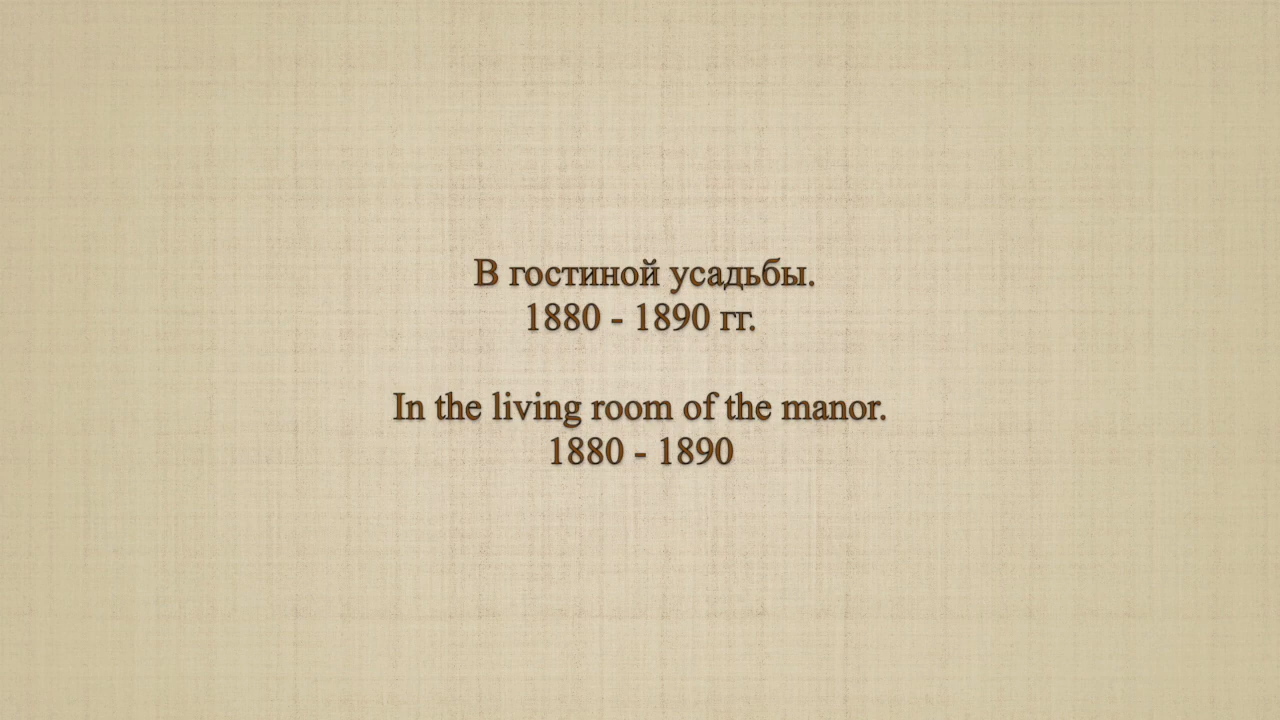 В гостиной усадьбы.
1880 - 1890 гг.
In the living room of the manor.
1880 - 1890